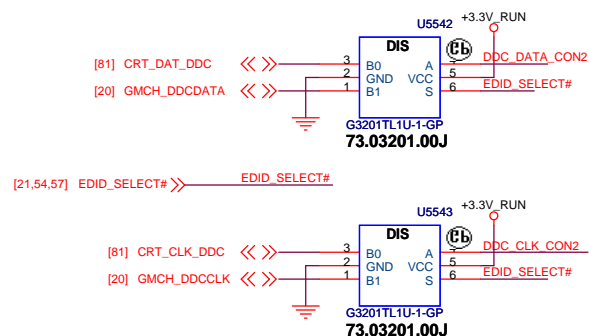 U5542 +3.3V_RUN
DIS
[81] CRT_DAT_DDC 3 B0 A DDC_DATA_CON2
2 GND VCC 5
[20] GMCH_DDCDATA 1 B1 S 6 EDID_SELECT#
G3201TL1U-1-GP
73.03201.00J
[21,54,57] EDID_SELECT# EDID_SELECT#
U5543 +3.3V_RUN
DIS
[81] CRT_CLK_DDC 3 B0 A DDC_CLK_CON2
2 GND VCC 5
[20] GMCH_DDCCLK 1 B1 S 6 EDID_SELECT#
G3201TL1U-1-GP
73.03201.00J